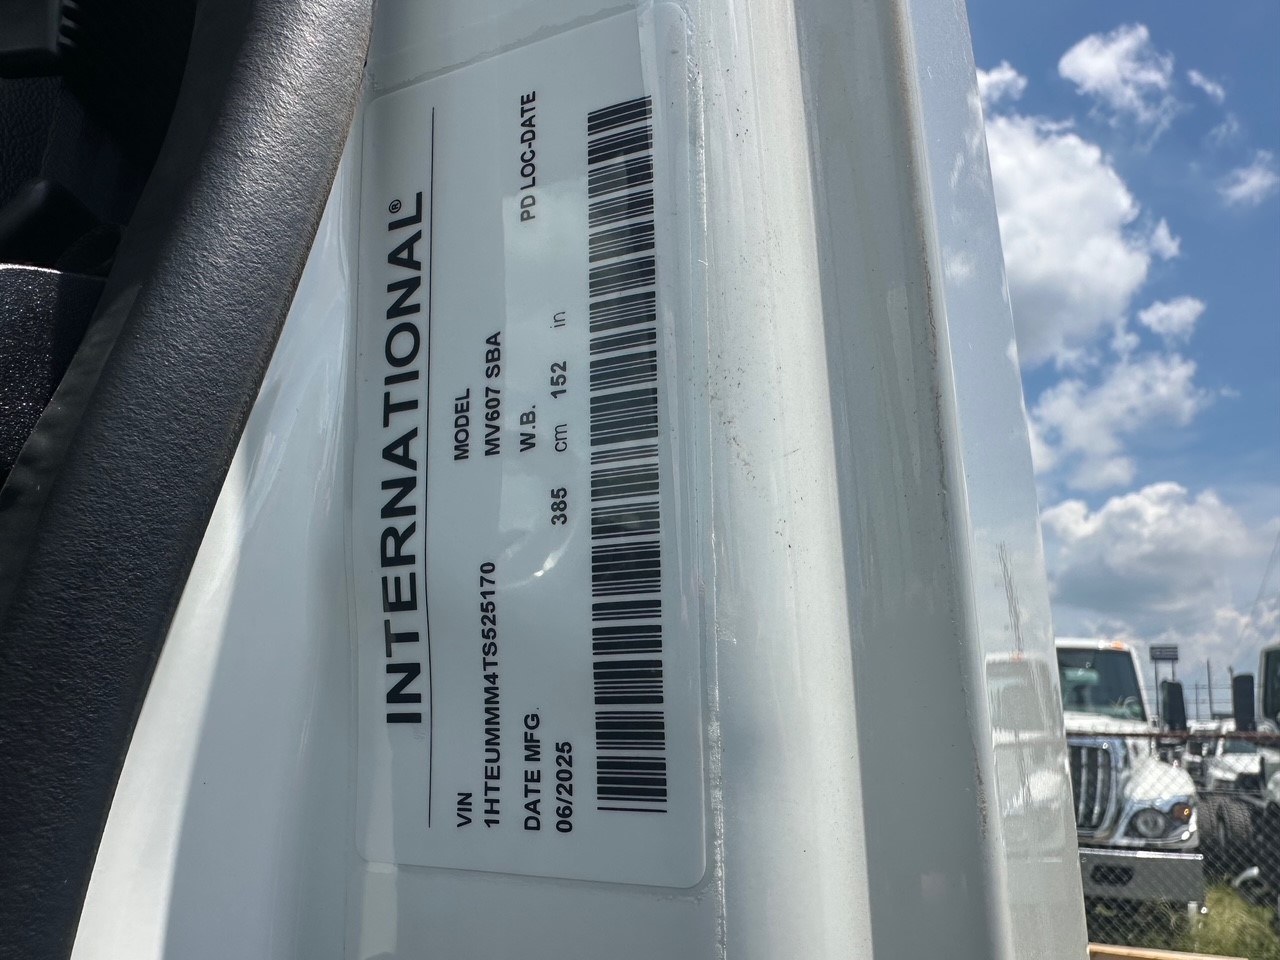 INTERNATIONAL®
VIN
1HTEUMMM4TS525170
MODEL
MV607 SBA
DATE MFG.
06/2025
W.B.
385 cm 152 in
PD LOC-DATE